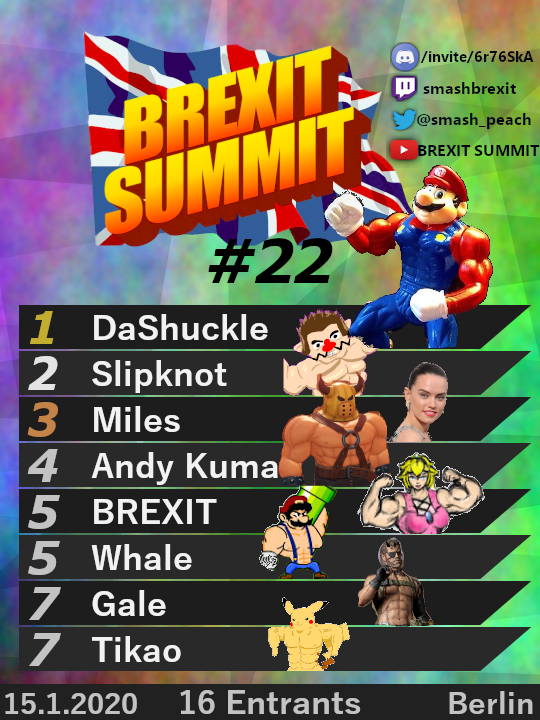 BREXIT
SUMMIT
#22
/invite/6r76SkA
smashbrexit
@smash_peach
BREXIT SUMMIT
1 DaShuckle
2 Slipknot
3 Miles
4 Andy Kuma
5 BREXIT
5 Whale
7 Gale
7 Tikao
15.1.2020 16 Entrants Berlin